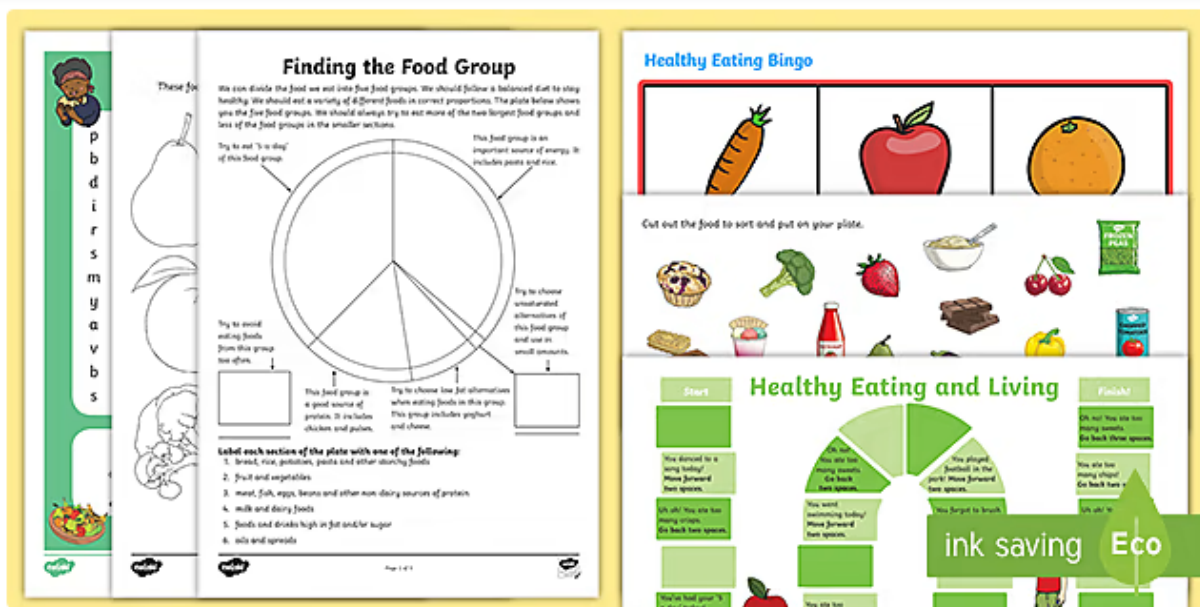 p
b
d
i
r
s
m
y
a
v
b
s
These foo
Finding the Food Group
We can divide the food we eat into five food groups. We should follow a balanced diet to stay
healthy. We should eat a variety of different foods in correct proportions. The plate below shows
you the five food groups. We should always try to eat more of the two largest food groups and
less of the food groups in the smaller sections.
Try to eat '5-a-day'
of this food group.
This food group is an
important source of energy. It
includes pasta and rice.
Try to avoid
eating foods
from this group
too often.
Try to choose
unsaturated
alternatives of
this food group
and use in
small amounts.
This food group is
a good source of
protein. It includes
chicken and pulses.
Try to choose low fat alternatives
when eating foods in this group.
This group includes yoghurt
and cheese.
Label each section of the plate with one of the following:
1. bread, rice, potatoes, pasta and other starchy foods
2. fruit and vegetables
3. meat, fish, eggs, beans and other non dairy sources of protein
4. milk and dairy foods
5. foods and drinks high in fat and/or sugar
6. oils and spreads
twinkl
twinkl
twinkl
Healthy Eating Bingo
Cut out the food to sort and put on your plate.
FROZEN
PEAS
Healthy Eating and Living
Start
Finish!
Oh no! You ate too
many sweets.
Go back three spaces.
Oh no!
You ate too
many sweets.
Go back
two spaces.
You danced to a
song today!
Move forward
two spaces.
You played
football in the
park! Move forward
two spaces.
You ate too
many chips!
Go back two s
Uh oh! You ate too
many crisps.
Go back two spaces.
You went
swimming today!
Move forward
two spaces.
You forgot to brush
Uh oh! Yo
You've had your '5
You ate too
ink saving
Eco